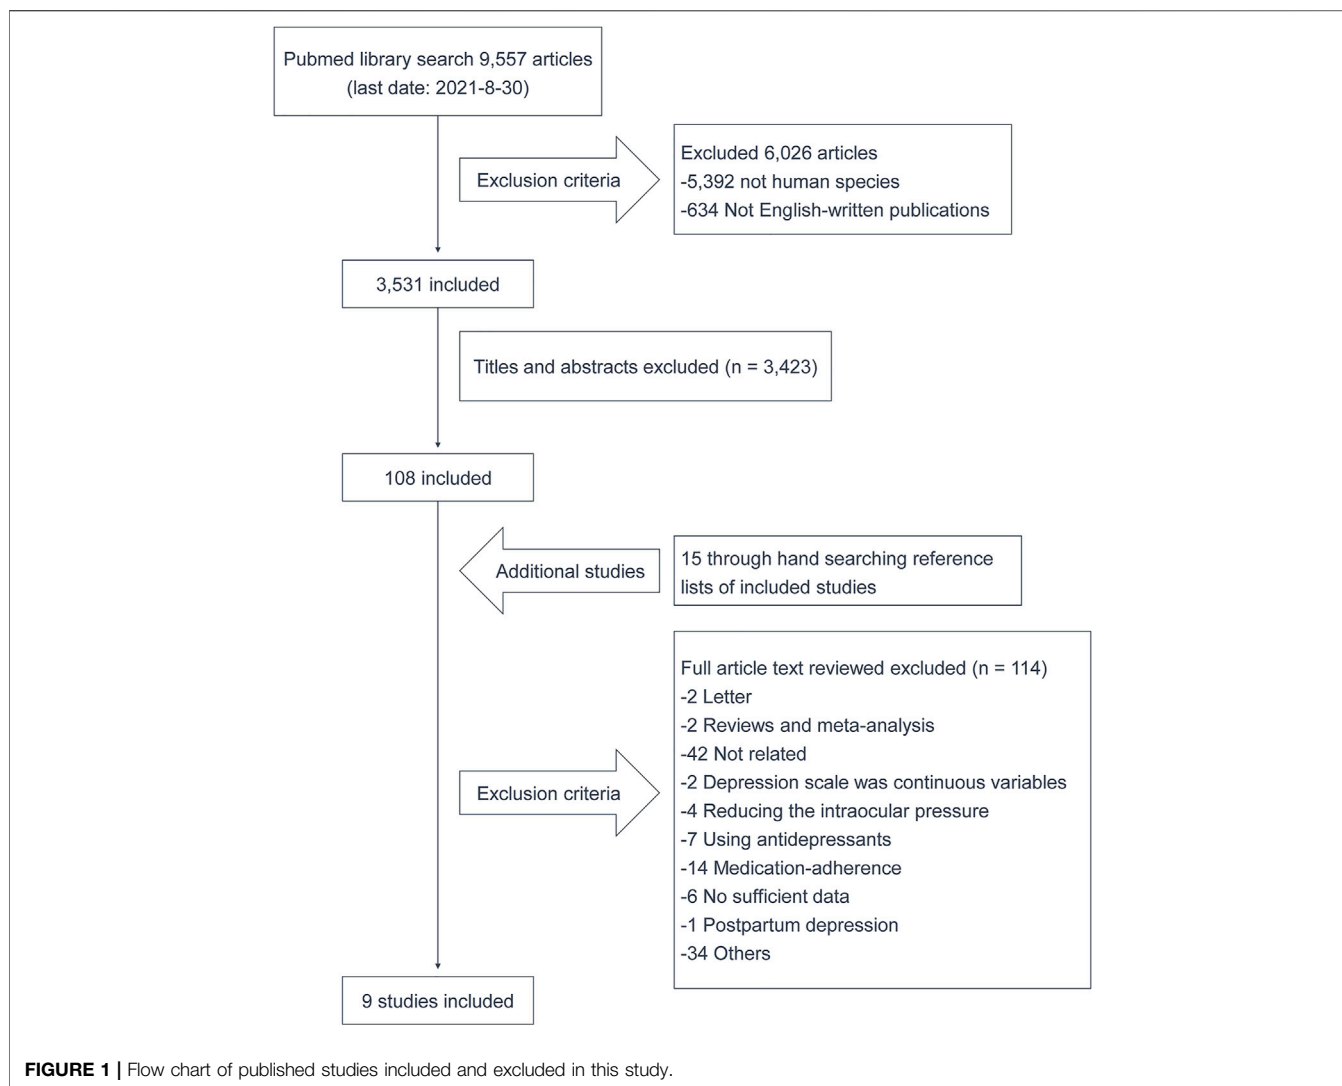 Pubmed library search 9,557 articles
(last date: 2021-8-30)
Exclusion criteria
Excluded 6,026 articles
-5,392 not human species
-634 Not English-written publications
3,531 included
Titles and abstracts excluded (n = 3,423)
108 included
Additional studies
15 through hand searching reference
lists of included studies
Exclusion criteria
Full article text reviewed excluded (n = 114)
-2 Letter
-2 Reviews and meta-analysis
-42 Not related
-2 Depression scale was continuous variables
-4 Reducing the intraocular pressure
-7 Using antidepressants
-14 Medication-adherence
-6 No sufficient data
-1 Postpartum depression
-34 Others
9 studies included
FIGURE 1 | Flow chart of published studies included and excluded in this study.